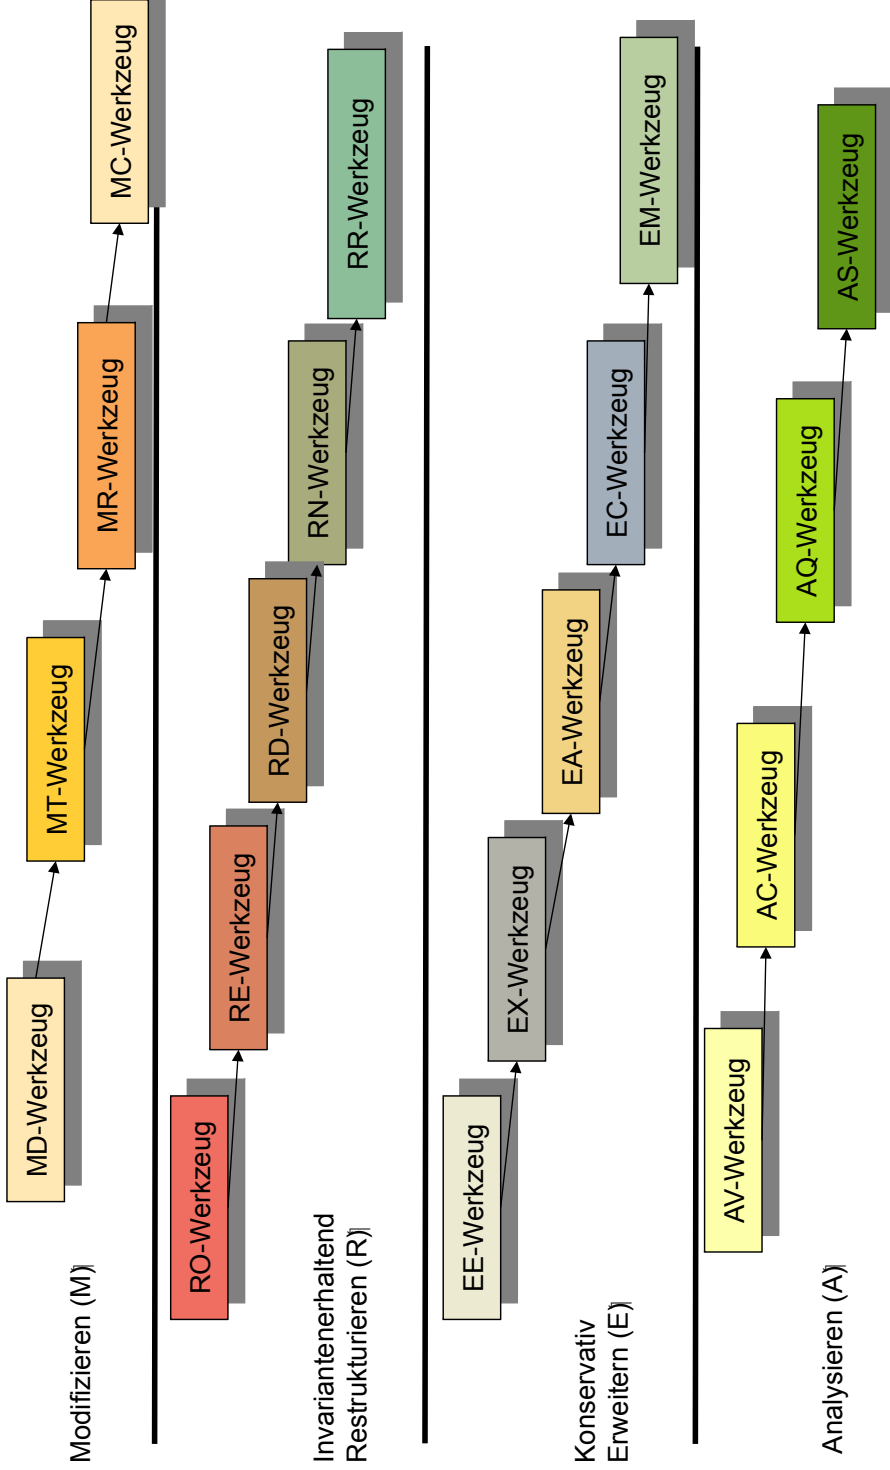 Modifizieren (M)
MD-Werkzeug
MT-Werkzeug
MR-Werkzeug
MC-Werkzeug
Invariantenerhaltend
Restrukturieren (R)
RO-Werkzeug
RE-Werkzeug
RD-Werkzeug
RN-Werkzeug
RR-Werkzeug
Konservativ
Erweitern (E)
EE-Werkzeug
EX-Werkzeug
EA-Werkzeug
EC-Werkzeug
EM-Werkzeug
Analysieren (A)
AV-Werkzeug
AC-Werkzeug
AQ-Werkzeug
AS-Werkzeug